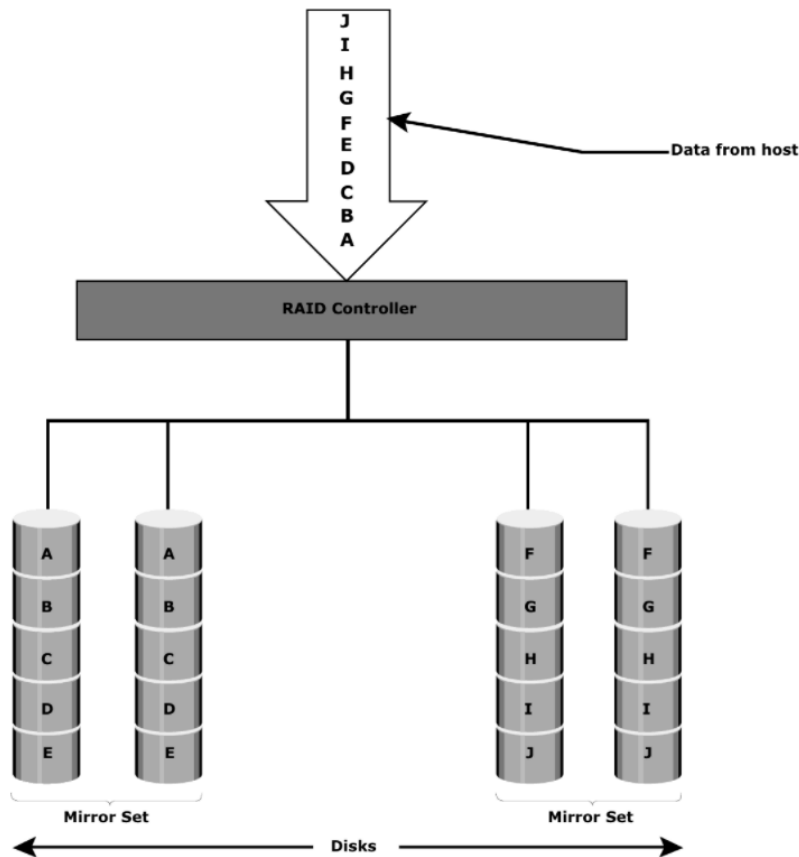 J
I
H
G
F
E
D
C
B
A
Data from host
RAID Controller
A A F F
B B G G
C C H H
D D I I
E E J J
Mirror Set Mirror Set
Disks